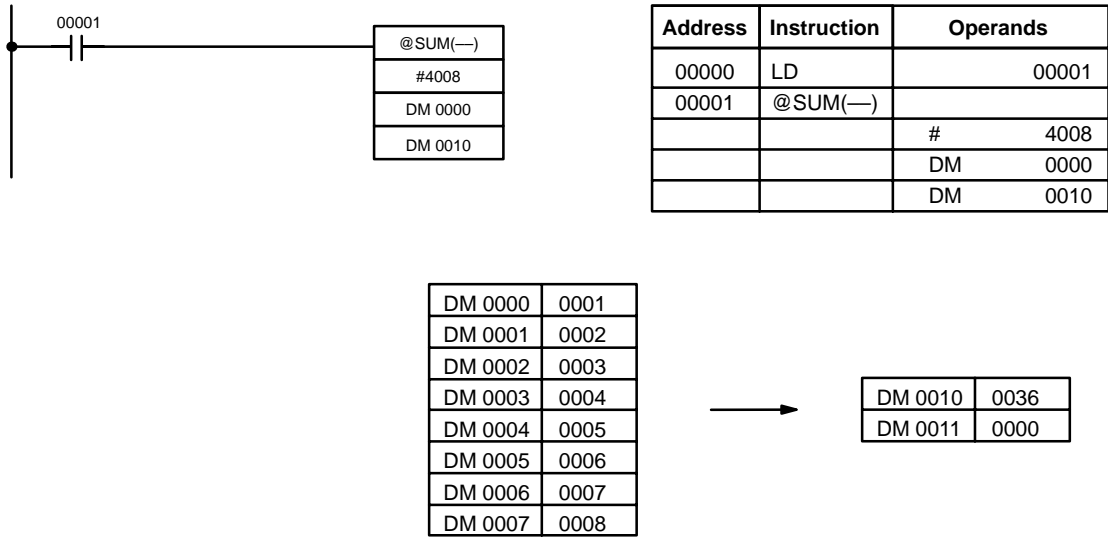 00001
@SUM(––)
#4008
DM 0000
DM 0010
Address Instruction Operands
00000 LD 00001
00001 @SUM(––)
# 4008
DM 0000
DM 0010
DM 0000 0001
DM 0001 0002
DM 0002 0003
DM 0003 0004
DM 0004 0005
DM 0005 0006
DM 0006 0007
DM 0007 0008
DM 0010 0036
DM 0011 0000